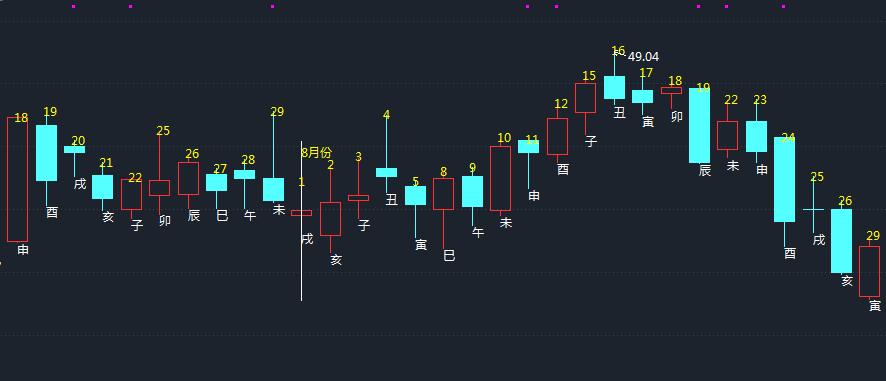 16
49.04
17
15
18
19
12
22
23
18
19
4
29
25
20
26
28
27
21
22
8月份
1
2
3
5
8
9
10
11
24
25
26
29
丑
寅
卯
子
酉
辰
未
申
申
戌
丑
酉
亥
子
卯
辰
巳
午
未
戌
亥
子
寅
巳
午
未
申
酉
戌
亥
寅